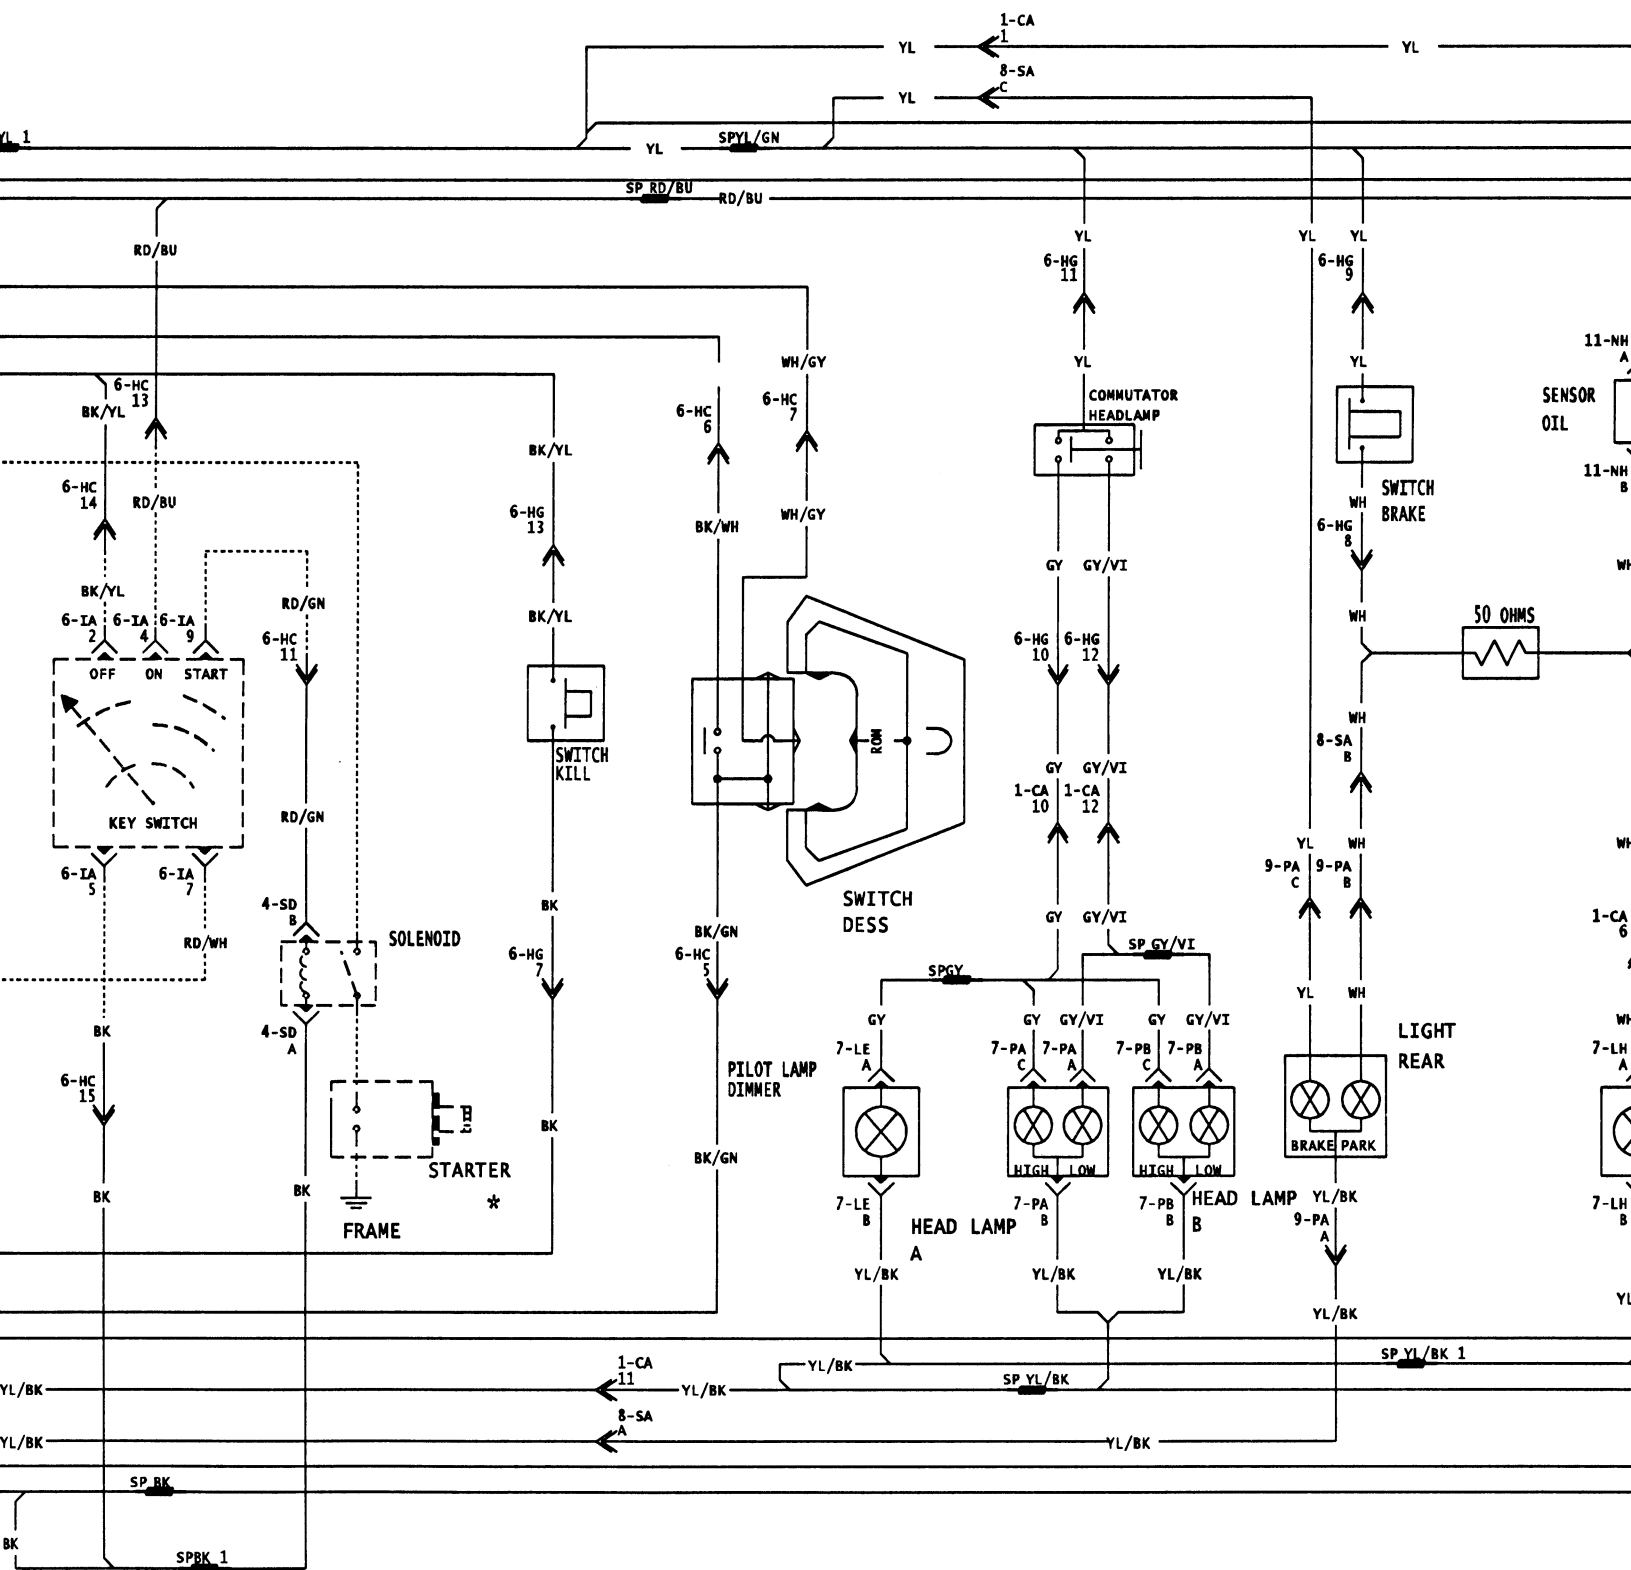 1-CA
1
YL
YL
8-SA
C
YL
YL 1
YL
SPYL/GN
SP RD/BU
RD/BU
RD/BU
YL
YL
YL
6-HG
11
6-HG
9
11-NH
A
WH/GY
YL
YL
6-HC
13
BK/YL
6-HC
6
6-HC
7
COMMUTATOR
HEADLAMP
SENSOR
OIL
BK/YL
11-NH
B
6-HC
14
RD/BU
SWITCH
BRAKE
WH
6-HG
13
BK/WH
WH/GY
6-HG
8
BK/YL
GY
GY/VI
WH
RD/GN
BK/YL
WH
50 OHMS
6-IA
2
6-IA
4
6-IA
9
6-HC
11
6-HG
10
6-HG
12
OFF
ON
START
ROM
WH
SWITCH
KILL
GY
GY/VI
8-SA
B
1-CA
10
1-CA
12
KEY SWITCH
RD/GN
YL
WH
WH
6-IA
5
6-IA
7
9-PA
C
9-PA
B
SWITCH
DESS
4-SD
B
BK
GY
GY/VI
1-CA
6
RD/WH
SOLENOID
BK/GN
SP GY/VI
6-HG
7
6-HC
5
SPGY
YL
WH
BK
4-SD
A
GY
GY
GY/VI
GY
GY/VI
LIGHT
REAR
WH
7-LE
A
7-PA
C
7-PA
A
7-PB
C
7-PB
A
7-LH
A
6-HC
15
PILOT LAMP
DIMMER
BK
BRAKE
PARK
STARTER
*
BK/GN
HIGH
LOW
HIGH
LOW
BK
BK
7-LE
B
7-PA
B
7-PB
B
HEAD LAMP
B
YL/BK
7-LH
B
FRAME
HEAD LAMP
A
9-PA
A
YL/BK
YL/BK
YL/BK
YL/BK
SP YL/BK 1
YL/BK
1-CA
11
YL/BK
YL/BK
SP YL/BK
8-SA
A
YL/BK
YL/BK
SP BK
BK
SPBK 1